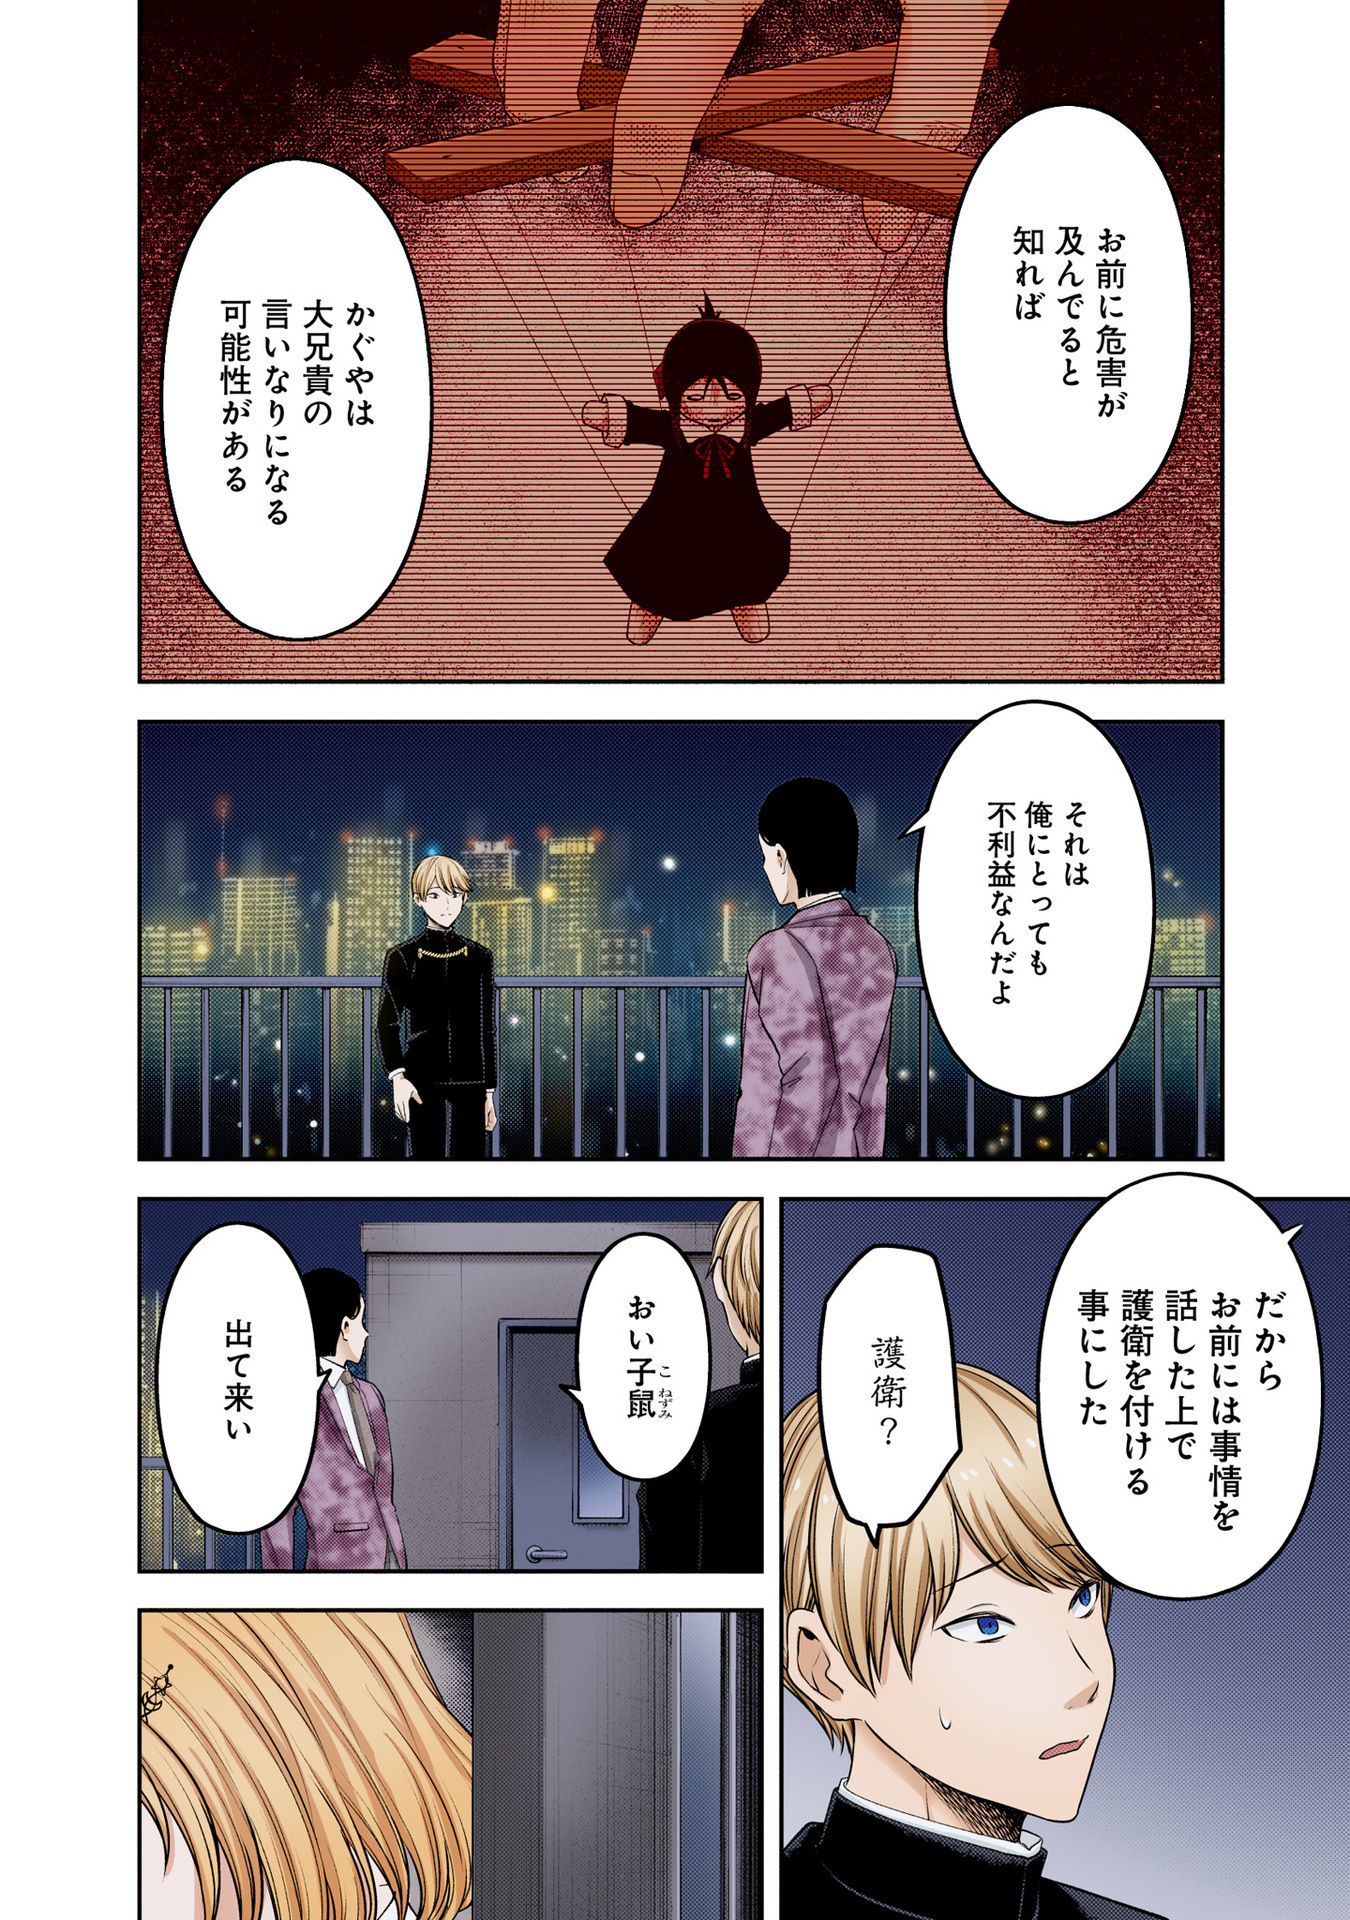 お前に危害が
及んでると
知れば
かぐやは
大兄貴の
言いなりになる
可能性がある
それは
俺にとっても
不利益なんだよ
だから
お前には事情を
話した上で
護衛を付ける
事にした
護衛？
おい子鼠
こねずみ
出て来い